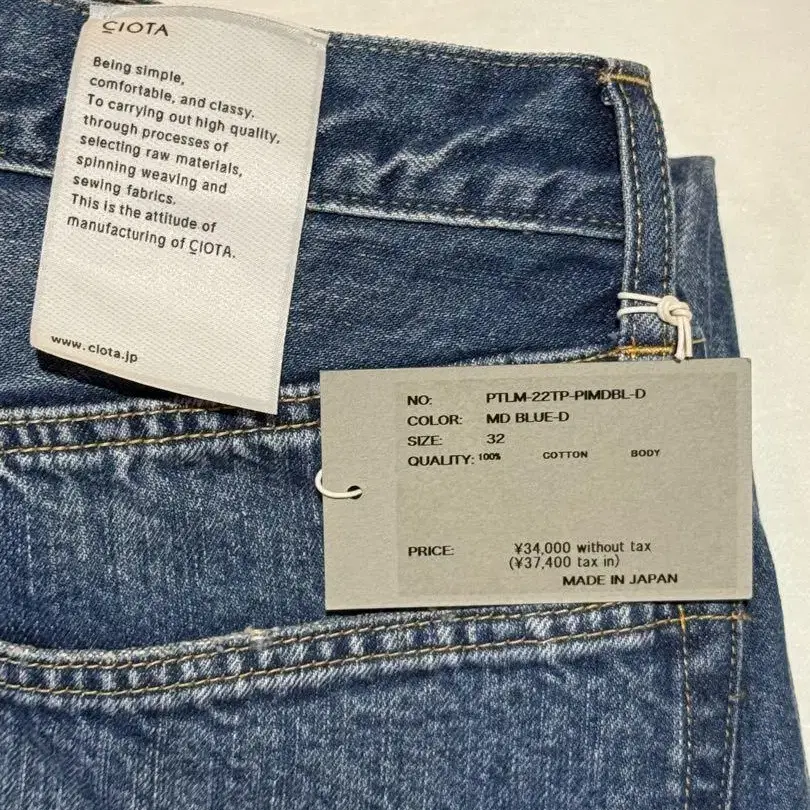 ÇIOTA
Being simple,
comfortable, and classy.
To carrying out high quality,
through processes of
selecting raw materials,
spinning weaving and
sewing fabrics.
This is the attitude of
manufacturing of ÇIOTA.
www.ciota.jp
NO: PTLM-22TP-PIMDBL-D
COLOR: MD BLUE-D
SIZE: 32
QUALITY: 100% COTTON BODY
PRICE: ¥34,000 without tax
(¥37,400 tax in)
MADE IN JAPAN